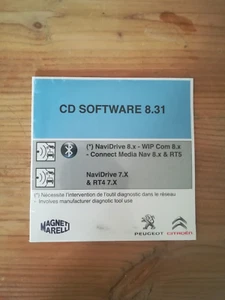 CD SOFTWARE 8.31
(*) NaviDrive 8.x - WIP Com 8.x
- Connect Media Nav 8.x & RT5
NaviDrive 7.X
& RT4 7.X
(*) Nécessite l'intervention de l'outil diagnostic dans le réseau
- Involves manufacturer diagnotic tool use
MAGNETI
MARELLI
PEUGEOT CITROËN